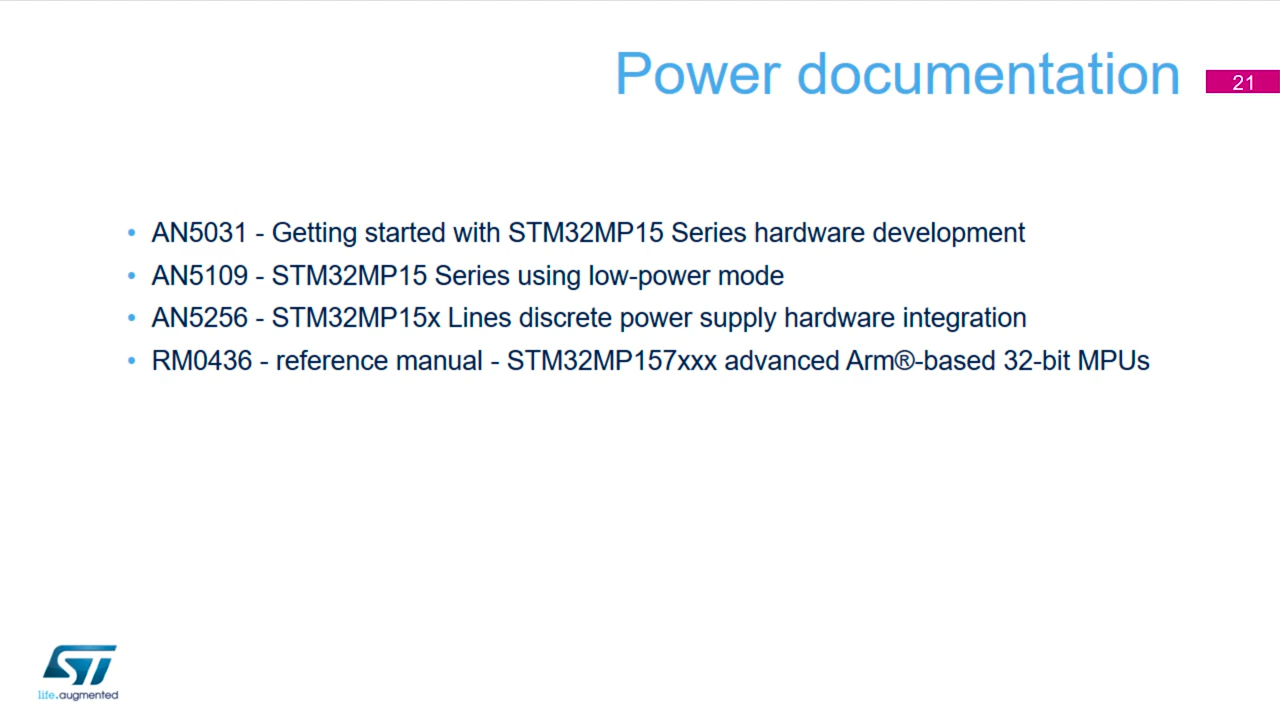 Power documentation
21
• AN5031 - Getting started with STM32MP15 Series hardware development
• AN5109 - STM32MP15 Series using low-power mode
• AN5256 - STM32MP15x Lines discrete power supply hardware integration
• RM0436 - reference manual - STM32MP157xxx advanced Arm®-based 32-bit MPUs
ST
life.augmented